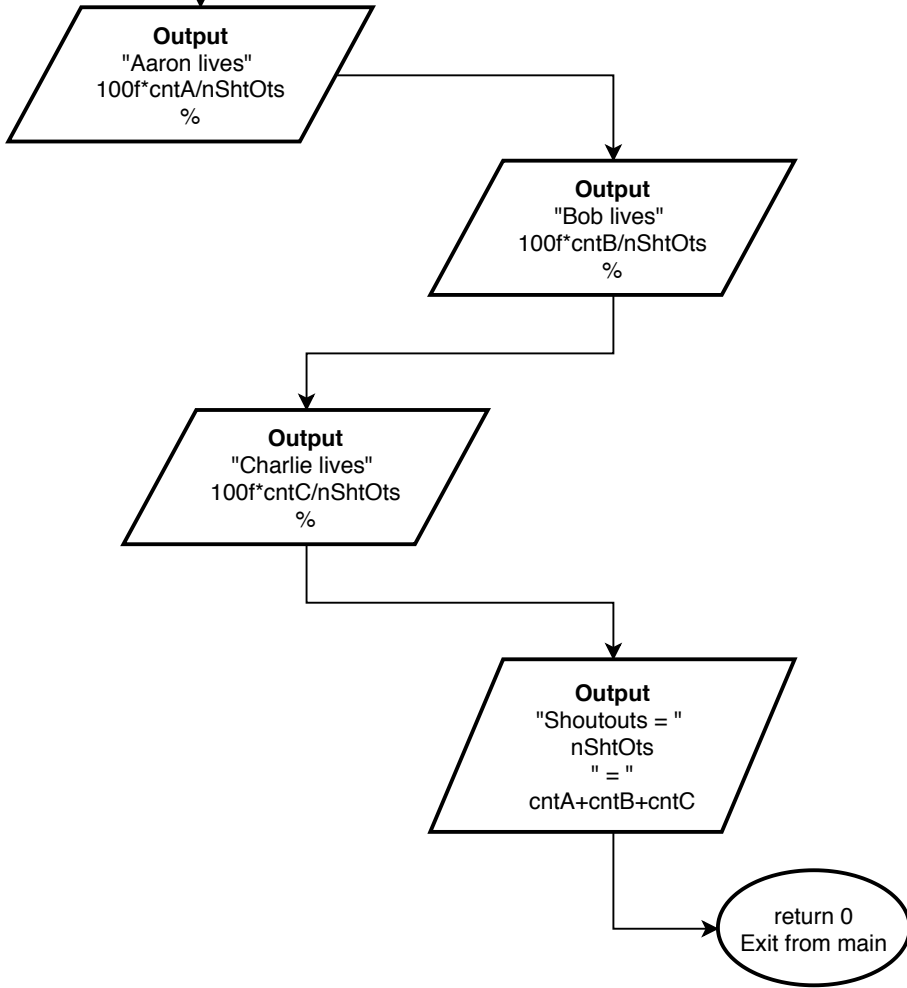 Output
"Aaron lives"
100f*cntA/nShtOts
%
Output
"Bob lives"
100f*cntB/nShtOts
%
Output
"Charlie lives"
100f*cntC/nShtOts
%
Output
"Shoutouts = "
nShtOts
" = "
cntA+cntB+cntC
return 0
Exit from main